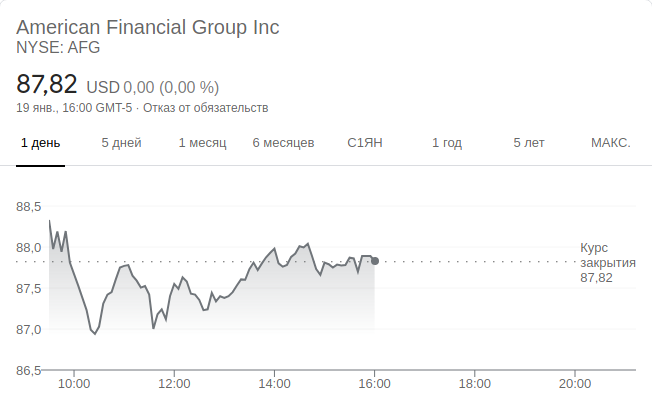 American Financial Group Inc
NYSE: AFG
87,82 USD 0,00 (0,00 %)
19 янв., 16:00 GMT-5 · Отказ от обязательств
1 день 5 дней 1 месяц 6 месяцев С1ЯН 1 год 5 лет МАКС.
88,5
88,0
87,5
87,0
86,5
Курс
закрытия
87,82
10:00 12:00 14:00 16:00 18:00 20:00